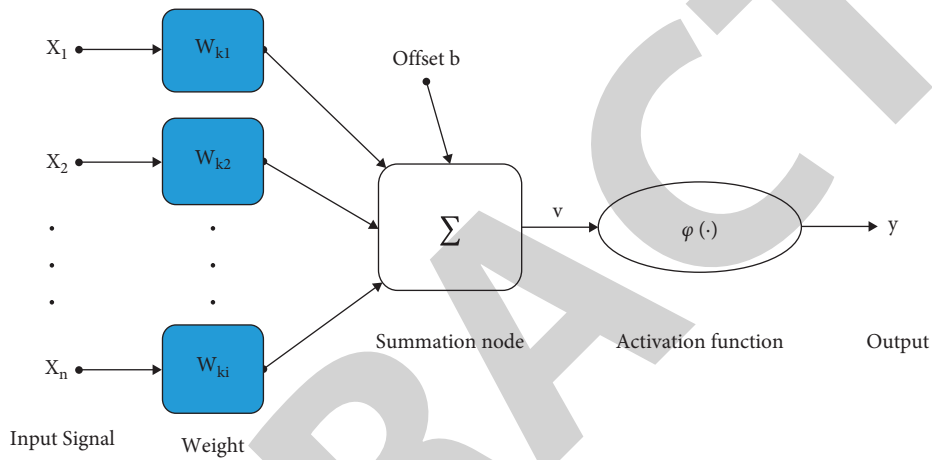 X1
Wk1
Offset b
X2
Wk2
Σ
v
φ (·)
y
Xn
Wki
Summation node
Activation function
Output
Input Signal
Weight
RACT